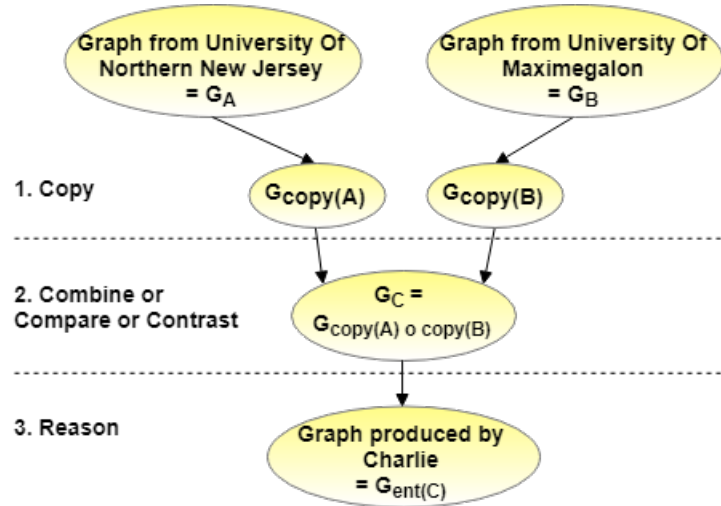 Graph from University Of
Northern New Jersey
= GA
Graph from University Of
Maximegalon
= GB
1. Copy
Gcopy(A)
Gcopy(B)
2. Combine or
Compare or Contrast
GC =
Gcopy(A) o copy(B)
3. Reason
Graph produced by
Charlie
= Gent(C)